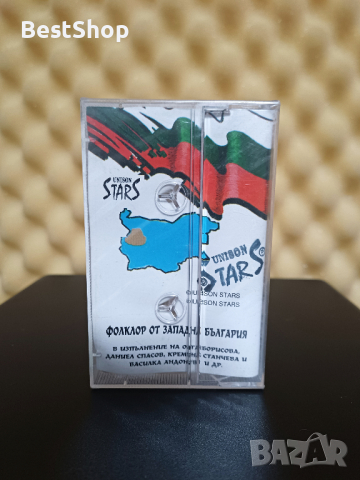 BestShop
UNISON
STARS
UNISON
STARS
UNISON STARS
UNISON STARS
ФОЛКЛОР ОТ ЗАПАДНА БЪЛГАРИЯ
В ИЗПЪЛНЕНИЕ НА БОРИСОВА,
ДАНИЕЛ СПАСОВ, СТАНЧЕВА И
ВАСИЛКА АНДОНОВА И ДР.
BAZAR